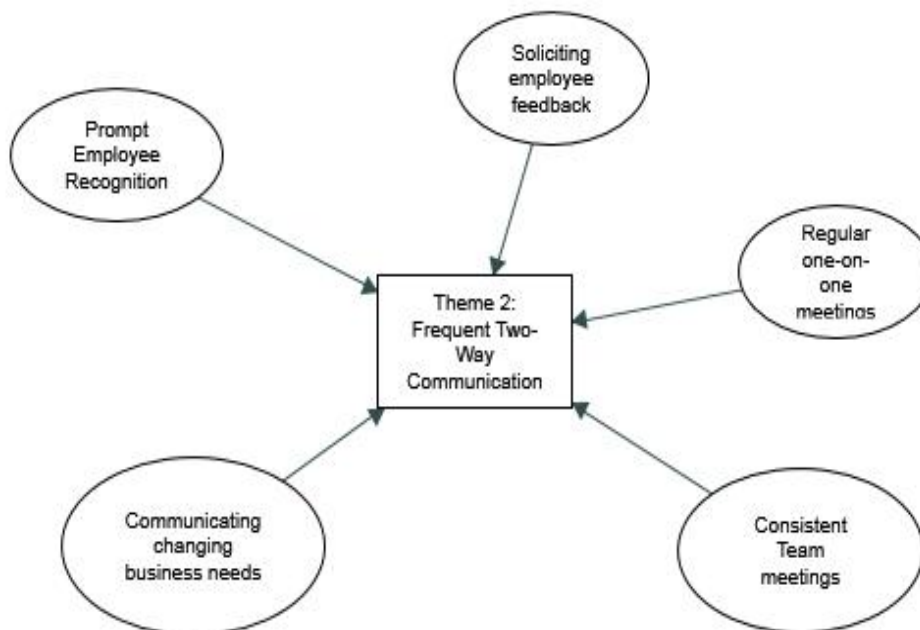 Soliciting
employee
feedback
Prompt
Employee
Recognition
Regular
one-on-
one
meetings
Theme 2:
Frequent Two-
Way
Communication
Communicating
changing
business needs
Consistent
Team
meetings